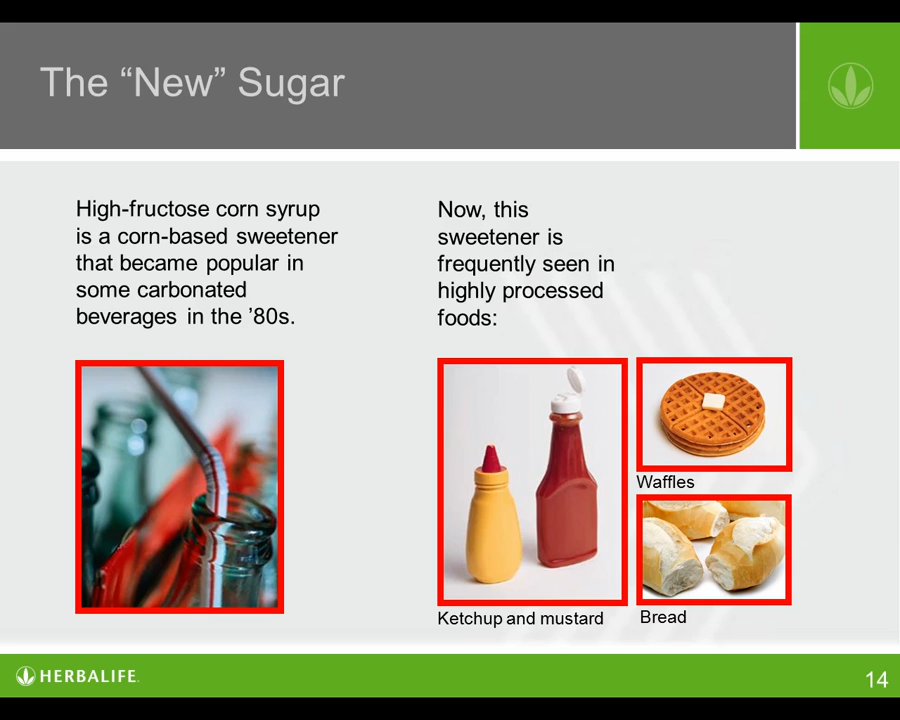 The “New” Sugar
High-fructose corn syrup
is a corn-based sweetener
that became popular in
some carbonated
beverages in the ’80s.
Now, this
sweetener is
frequently seen in
highly processed
foods:
Waffles
Ketchup and mustard
Bread
HERBALIFE.
14